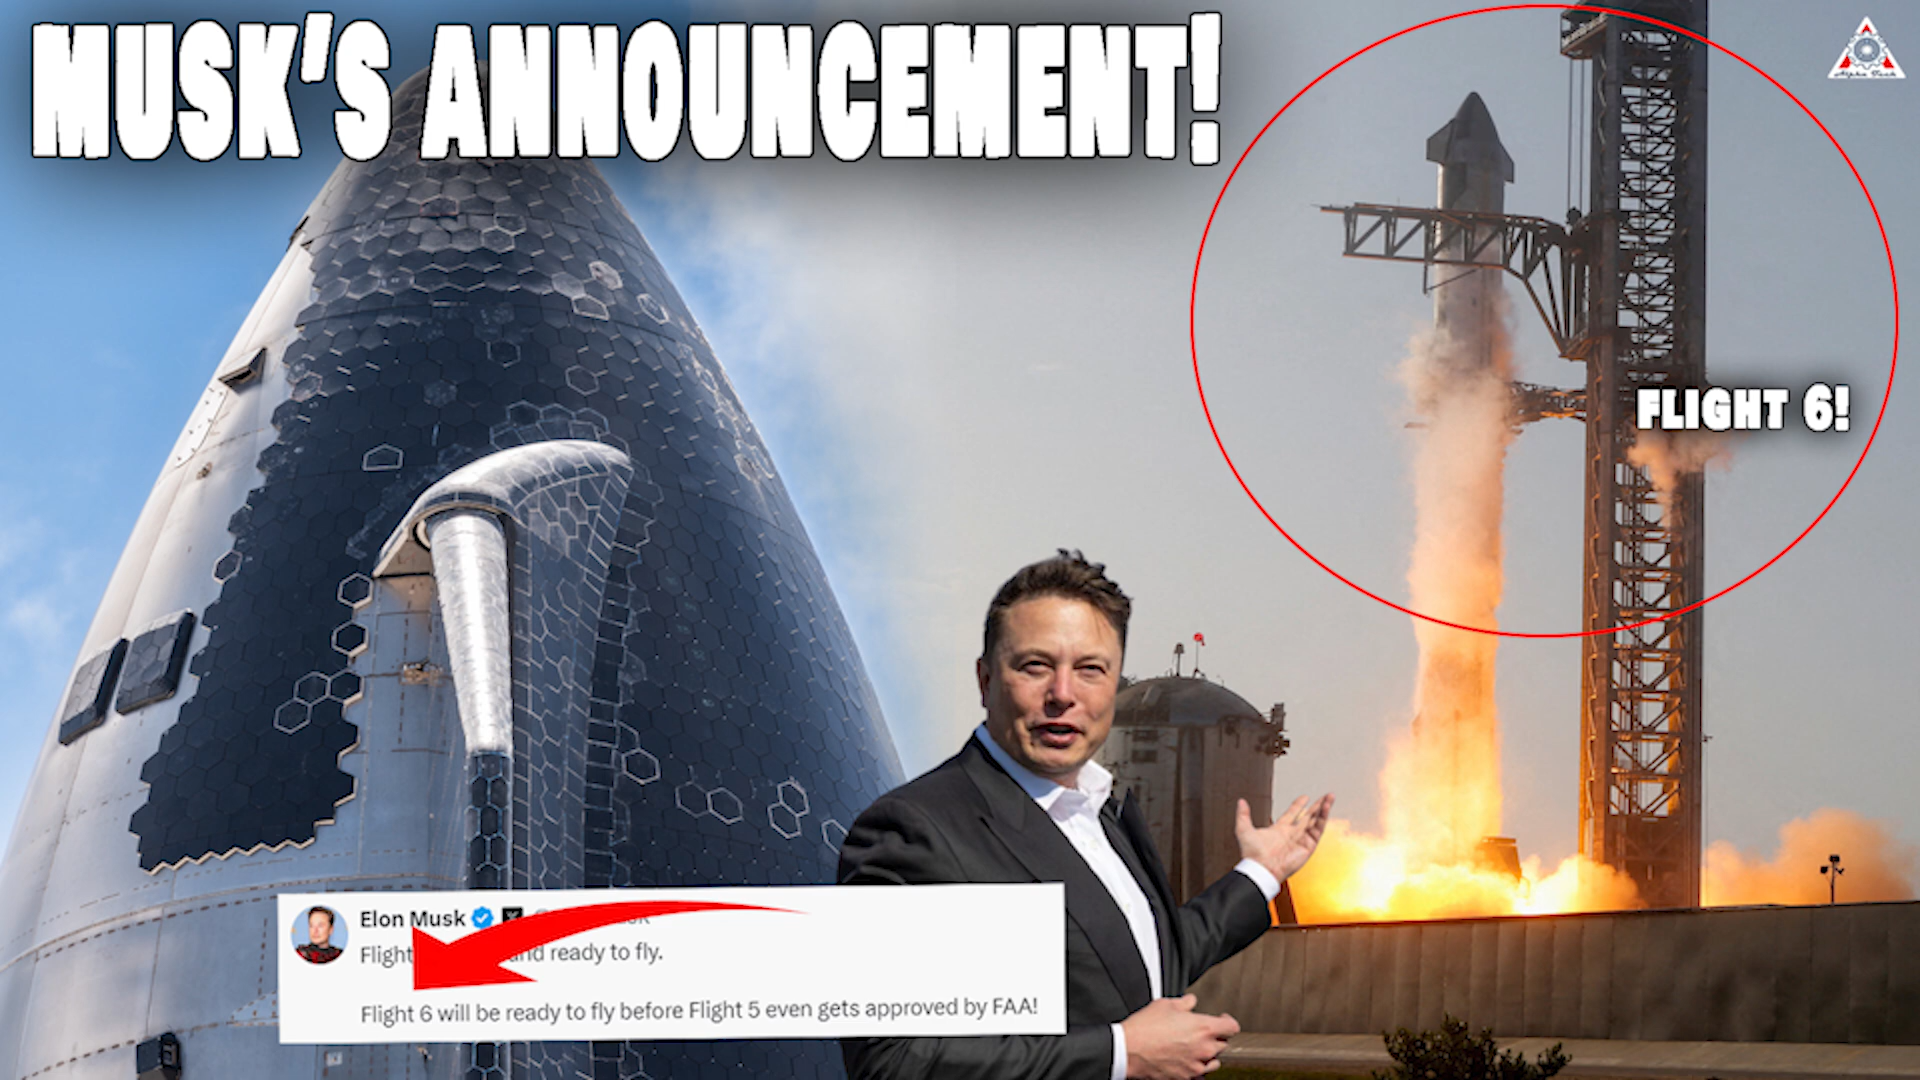 MUSK'S ANNOUNCEMENT!
FLIGHT 6!
Elon Musk
Flight nd ready to fly.
Flight 6 will be ready to fly before Flight 5 even gets approved by FAA!